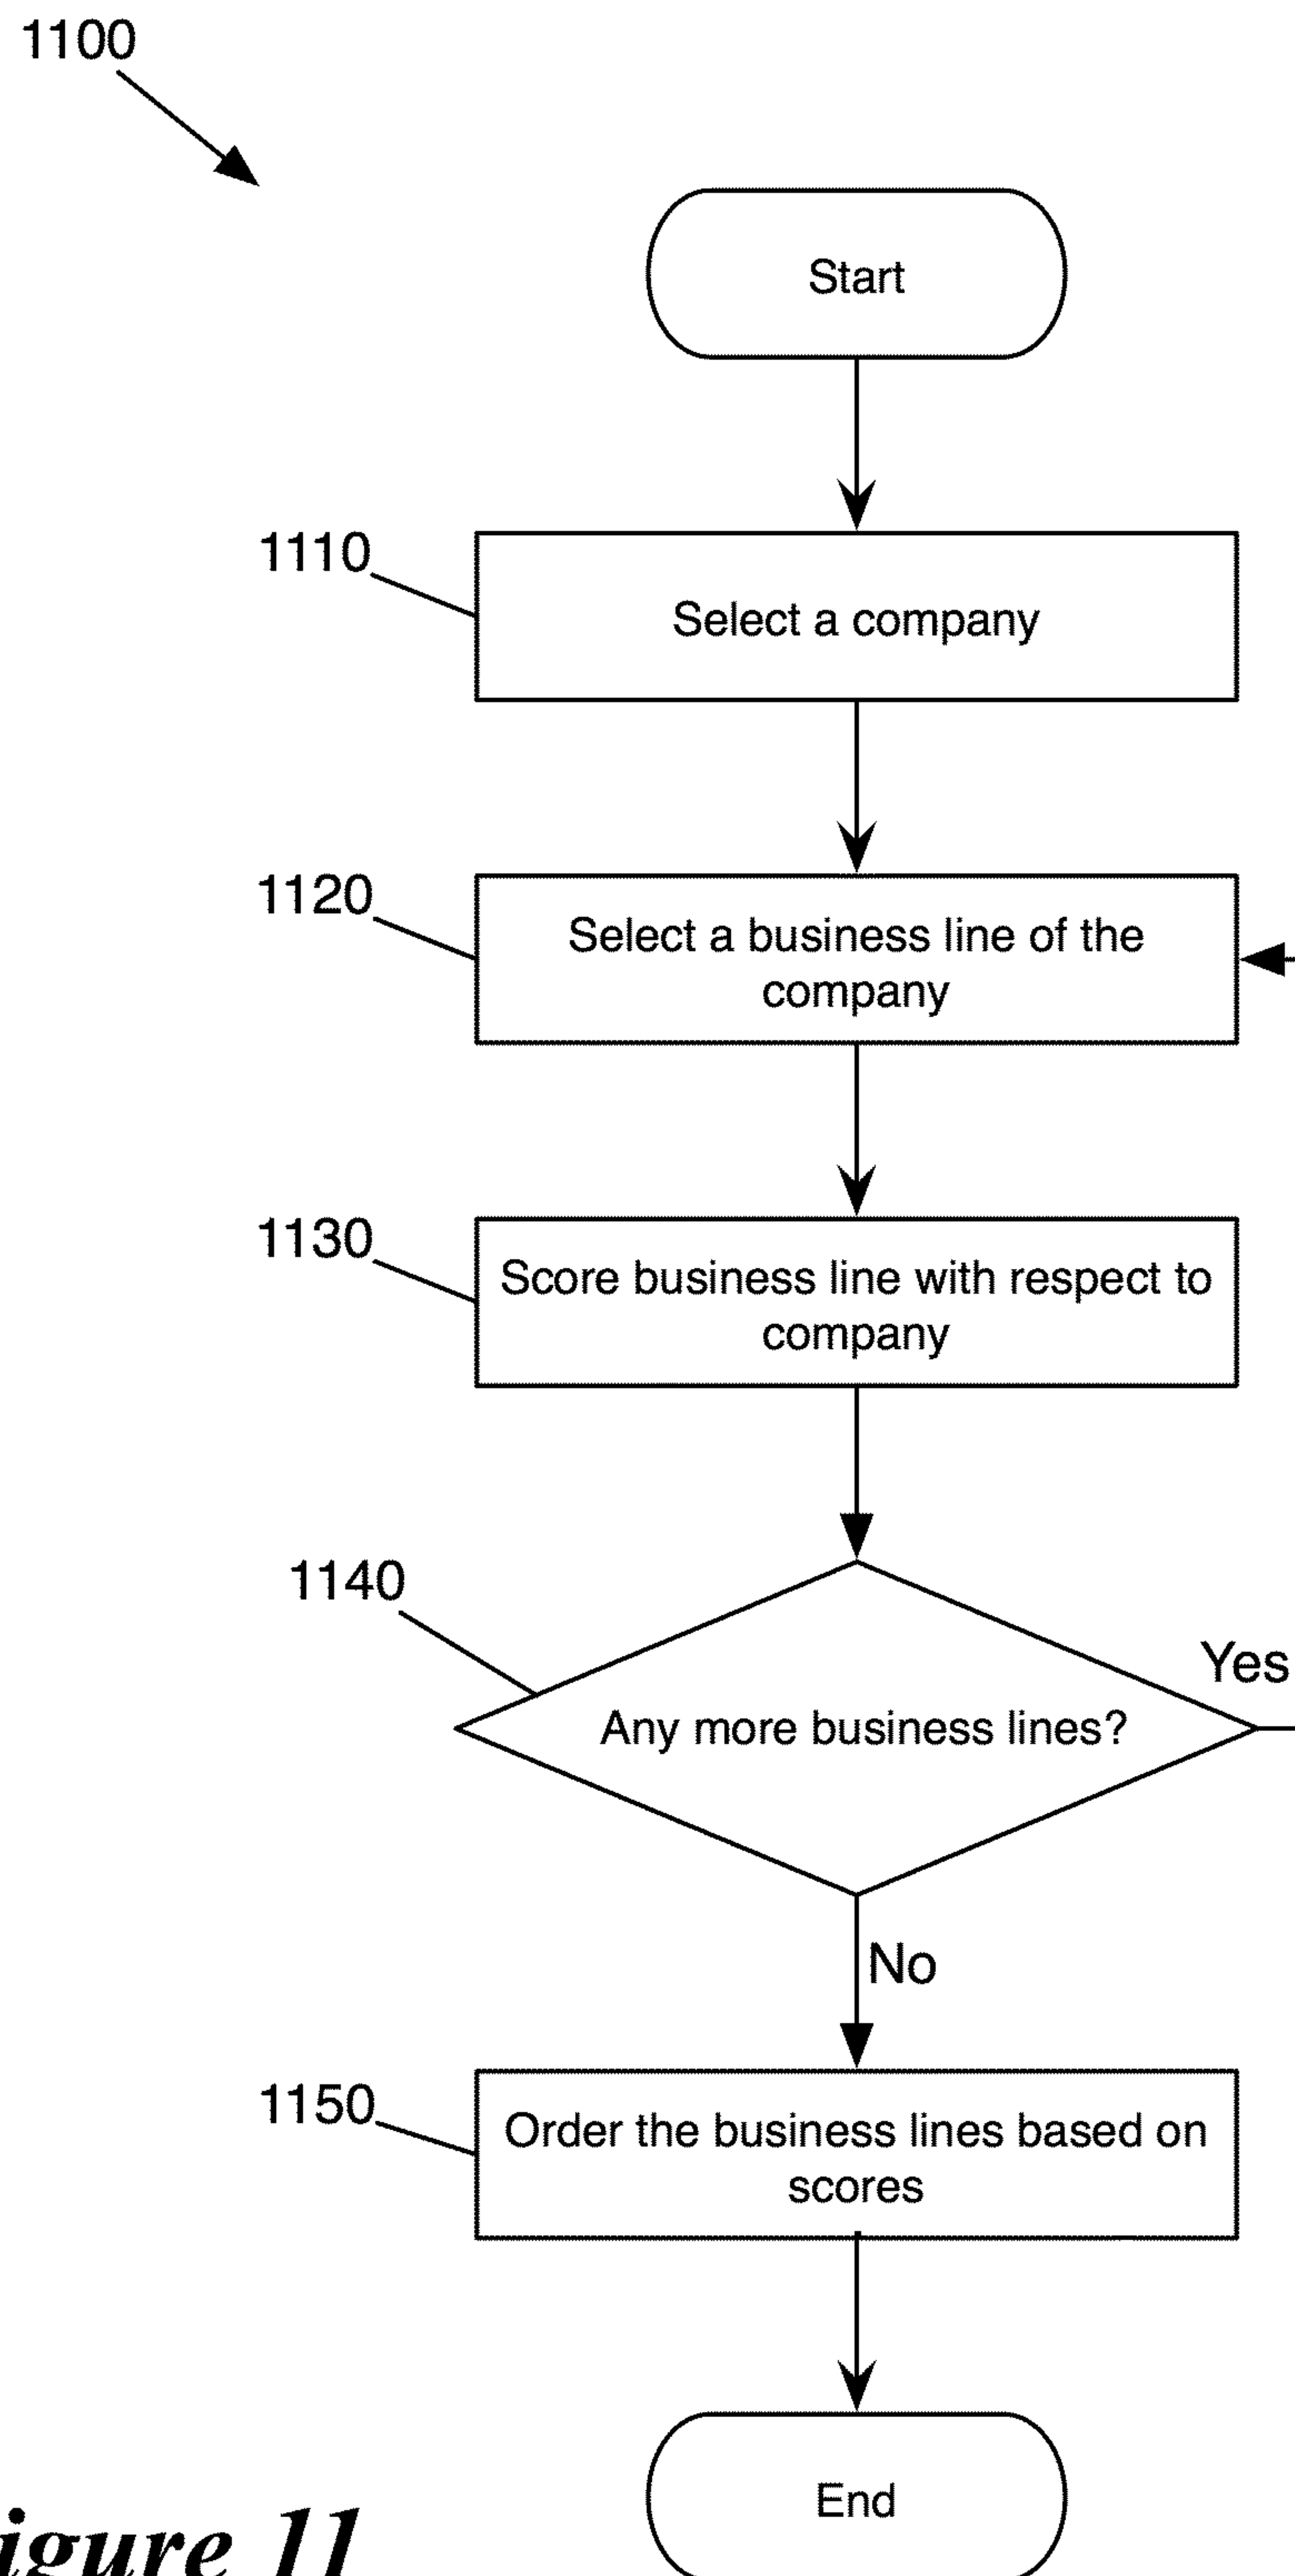 1100
Start
1110
Select a company
1120
Select a business line of the
company
1130
Score business line with respect to
company
1140
Yes
Any more business lines?
No
1150
Order the business lines based on
scores
End
igure 11